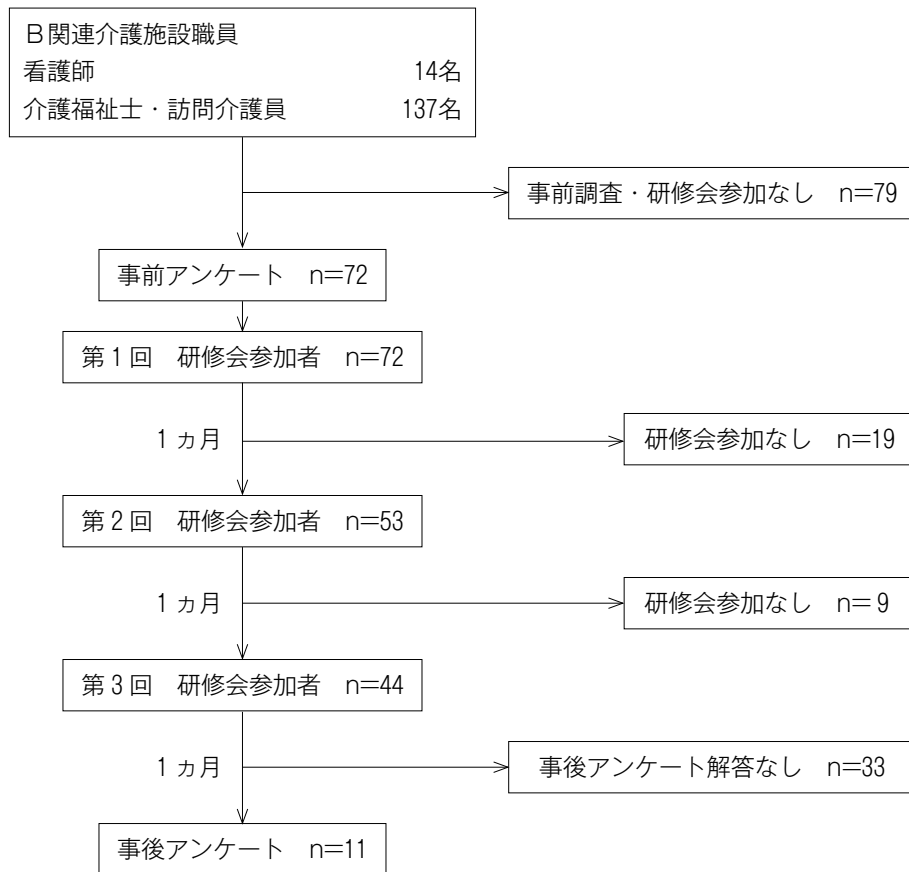 B関連介護施設職員
看護師 14名
介護福祉士・訪問介護員 137名
事前調査・研修会参加なし n=79
事前アンケート n=72
第1回 研修会参加者 n=72
1ヵ月
研修会参加なし n=19
第2回 研修会参加者 n=53
1ヵ月
研修会参加なし n=9
第3回 研修会参加者 n=44
1ヵ月
事後アンケート解答なし n=33
事後アンケート n=11